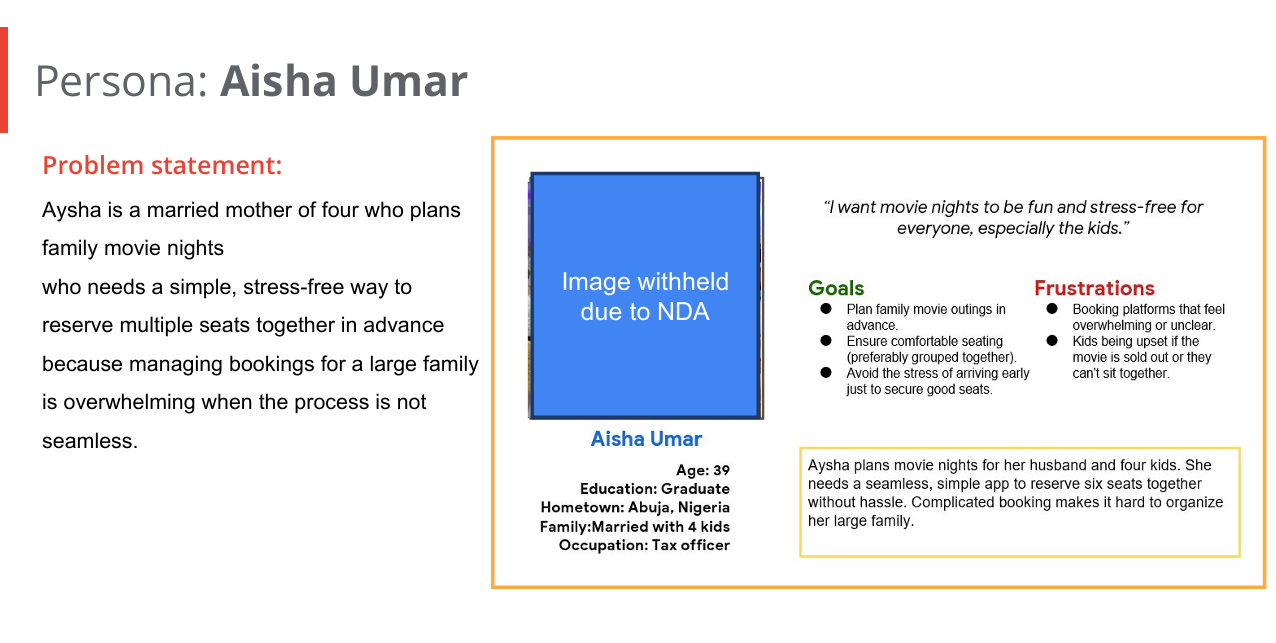 Persona: Aisha Umar
Problem statement:
Aysha is a married mother of four who plans
family movie nights
who needs a simple, stress-free way to
reserve multiple seats together in advance
because managing bookings for a large family
is overwhelming when the process is not
seamless.
Image withheld
due to NDA
Aisha Umar
Age: 39
Education: Graduate
Hometown: Abuja, Nigeria
Family:Married with 4 kids
Occupation: Tax officer
“I want movie nights to be fun and stress-free for
everyone, especially the kids.”
Goals
● Plan family movie outings in
advance.
● Ensure comfortable seating
(preferably grouped together).
● Avoid the stress of arriving early
just to secure good seats.
Frustrations
● Booking platforms that feel
overwhelming or unclear.
● Kids being upset if the
movie is sold out or they
can't sit together.
Aysha plans movie nights for her husband and four kids. She
needs a seamless, simple app to reserve six seats together
without hassle. Complicated booking makes it hard to organize
her large family.